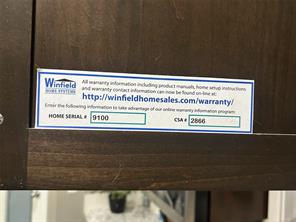 Winfield
HOME SYSTEMS
All warranty information including product manuals, home setup instructions
and warranty contact information can now be found on-line at:
http://winfieldhomesales.com/warranty/
Enter the following information to take advantage of our online warranty information program:
HOME SERIAL # 9100 CSA # 2866